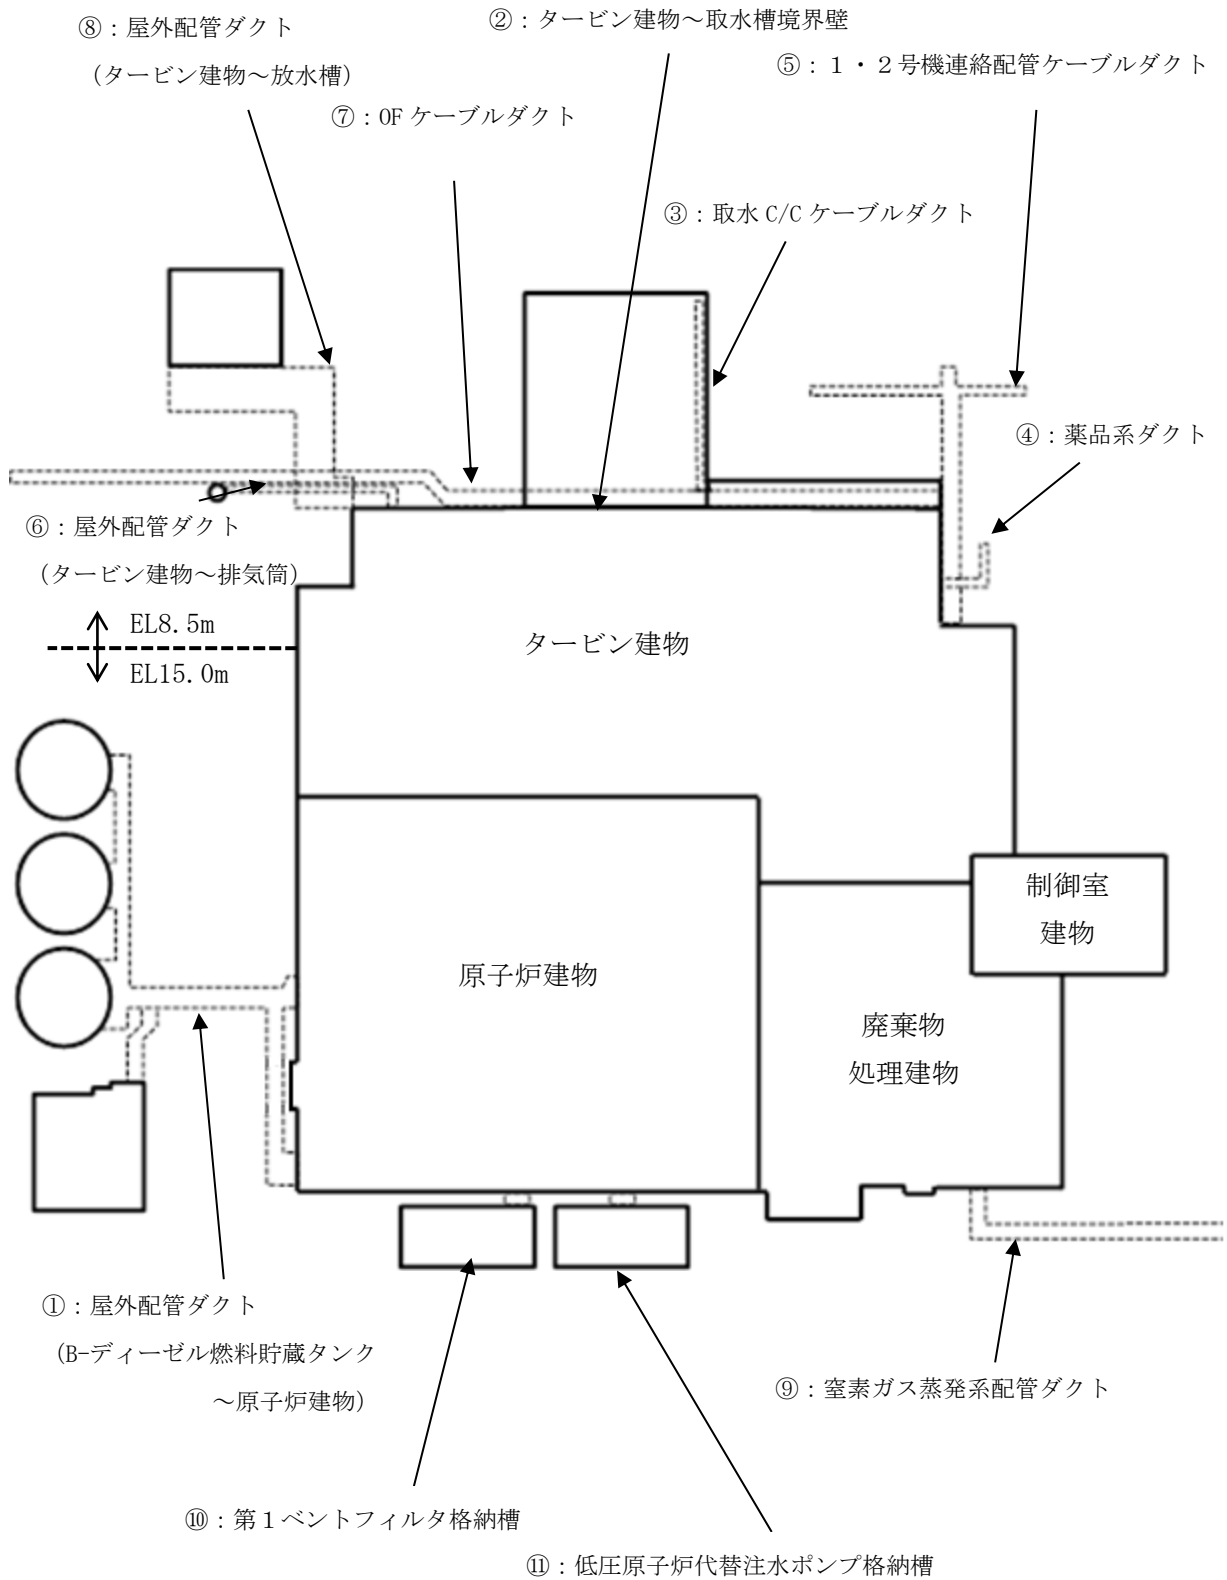 ⑧：屋外配管ダクト
（タービン建物～放水槽）
②：タービン建物～取水槽境界壁
⑤：１・２号機連絡配管ケーブルダクト
⑦：OF ケーブルダクト
③：取水 C/C ケーブルダクト
④：薬品系ダクト
⑥：屋外配管ダクト
（タービン建物～排気筒）
EL8.5m
EL15.0m
タービン建物
制御室
建物
原子炉建物
廃棄物
処理建物
①：屋外配管ダクト
（B-ディーゼル燃料貯蔵タンク
～原子炉建物）
⑨：窒素ガス蒸発系配管ダクト
⑩：第１ベントフィルタ格納槽
⑪：低圧原子炉代替注水ポンプ格納槽